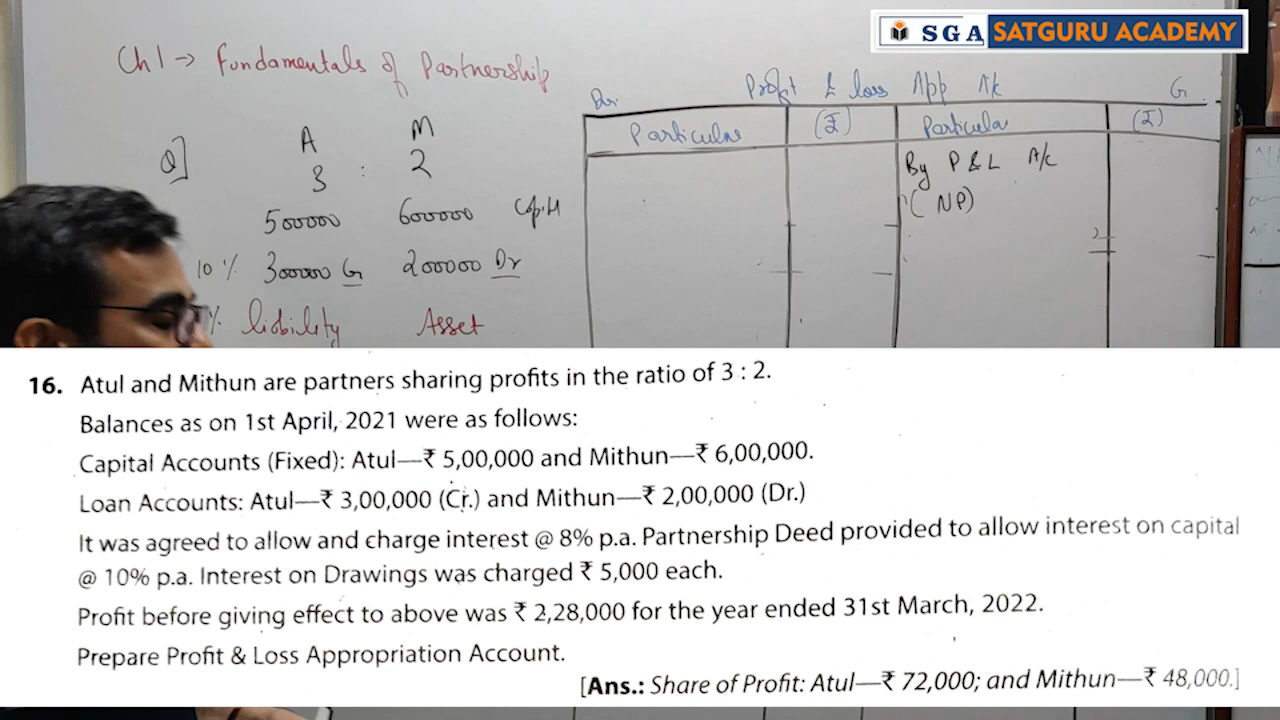 SGA SATGURU ACADEMY
Ch 1 → Fundamentals of Partnership
Q] A M
3 : 2
500000 600000 Capital
10 % 300000 Cr 200000 Dr
% liability Asset
Dr. Profit & loss App A/c Cr
Particulars (₹) Particular (₹)
By P & L A/c
(NP)
16. Atul and Mithun are partners sharing profits in the ratio of 3 : 2.
Balances as on 1st April, 2021 were as follows:
Capital Accounts (Fixed): Atul—₹ 5,00,000 and Mithun—₹ 6,00,000.
Loan Accounts: Atul—₹ 3,00,000 (Cr.) and Mithun—₹ 2,00,000 (Dr.)
It was agreed to allow and charge interest @ 8% p.a. Partnership Deed provided to allow interest on capital
@ 10% p.a. Interest on Drawings was charged ₹ 5,000 each.
Profit before giving effect to above was ₹ 2,28,000 for the year ended 31st March, 2022.
Prepare Profit & Loss Appropriation Account.
[Ans.: Share of Profit: Atul—₹ 72,000; and Mithun—₹ 48,000.]